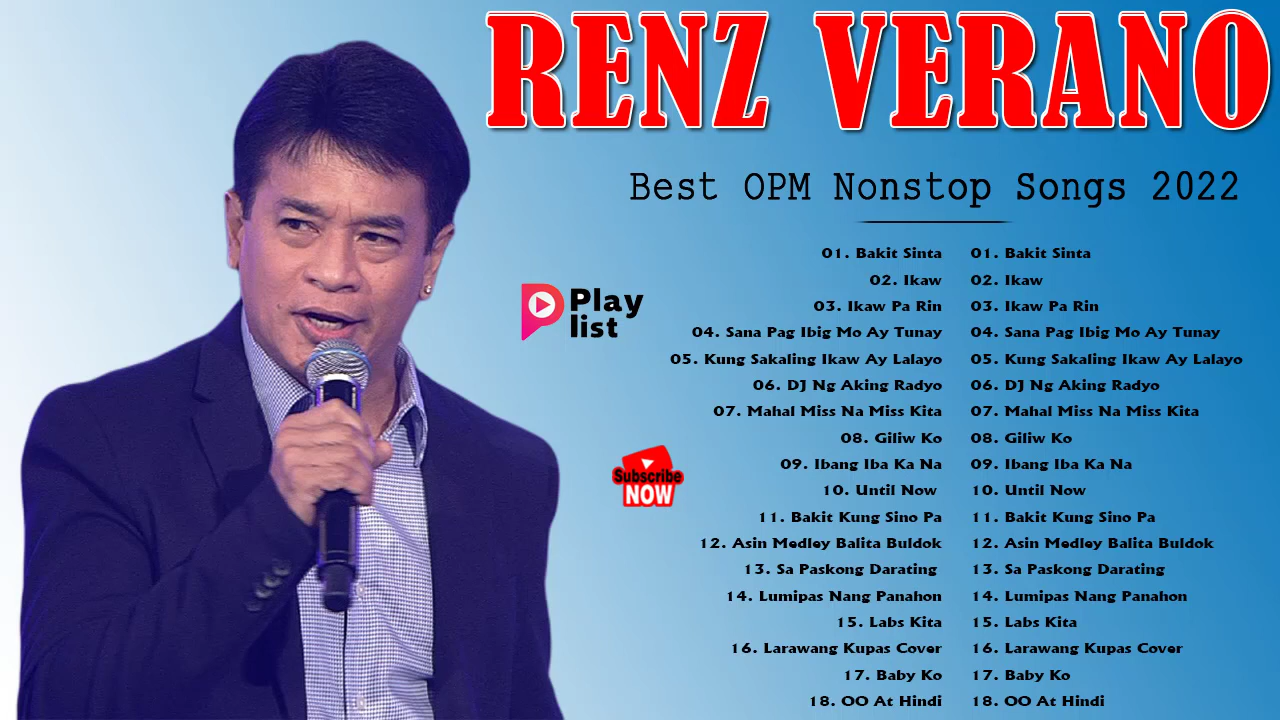 RENZ VERANO
Best OPM Nonstop Songs 2022
Play
list
Subscribe
NOW
01. Bakit Sinta
02. Ikaw
03. Ikaw Pa Rin
04. Sana Pag Ibig Mo Ay Tunay
05. Kung Sakaling Ikaw Ay Lalayo
06. DJ Ng Aking Radyo
07. Mahal Miss Na Miss Kita
08. Giliw Ko
09. Ibang Iba Ka Na
10. Until Now
11. Bakit Kung Sino Pa
12. Asin Medley Balita Buldok
13. Sa Paskong Darating
14. Lumipas Nang Panahon
15. Labs Kita
16. Larawang Kupas Cover
17. Baby Ko
18. OO At Hindi
01. Bakit Sinta
02. Ikaw
03. Ikaw Pa Rin
04. Sana Pag Ibig Mo Ay Tunay
05. Kung Sakaling Ikaw Ay Lalayo
06. DJ Ng Aking Radyo
07. Mahal Miss Na Miss Kita
08. Giliw Ko
09. Ibang Iba Ka Na
10. Until Now
11. Bakit Kung Sino Pa
12. Asin Medley Balita Buldok
13. Sa Paskong Darating
14. Lumipas Nang Panahon
15. Labs Kita
16. Larawang Kupas Cover
17. Baby Ko
18. OO At Hindi